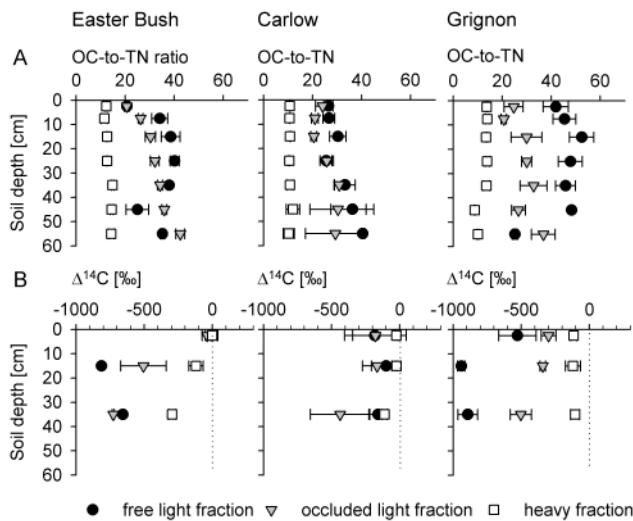 Easter Bush Carlow Grignon
A OC-to-TN ratio OC-to-TN OC-to-TN
0 20 40 60 0 20 40 60 0 20 40 60
Soil depth [cm]
0
10
20
30
40
50
60
B Δ¹⁴C [‰] Δ¹⁴C [‰] Δ¹⁴C [‰]
-1000 -500 0 -1000 -500 0 -1000 -500 0
Soil depth [cm]
0
10
20
30
40
50
60
free light fraction occluded light fraction heavy fraction